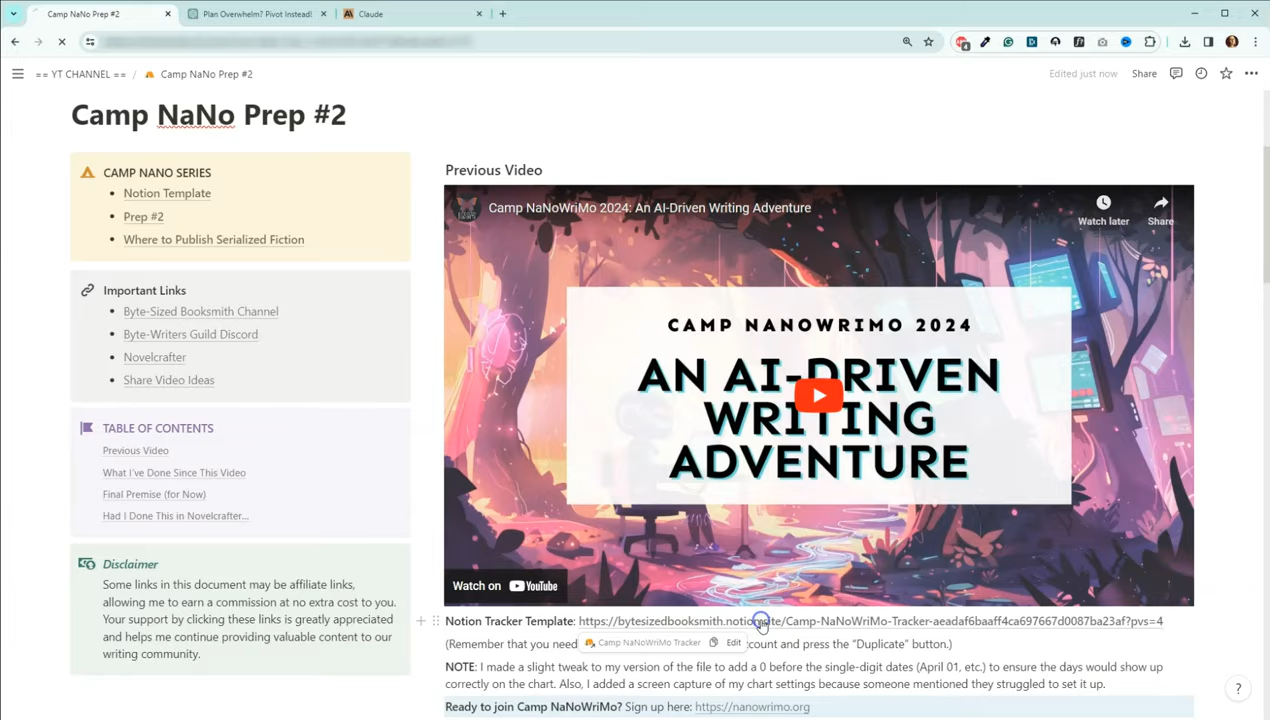 Camp NaNo Prep #2
Plan Overwhelm? Pivot Instead!
Claude
== YT CHANNEL == / Camp NaNo Prep #2
Edited just now
Share
Camp NaNo Prep #2
CAMP NANO SERIES
• Notion Template
• Prep #2
• Where to Publish Serialized Fiction
Important Links
• Byte-Sized Booksmith Channel
• Byte-Writers Guild Discord
• Novelcrafter
• Share Video Ideas
TABLE OF CONTENTS
Previous Video
What I've Done Since This Video
Final Premise (for Now)
Had I Done This in Novelcrafter...
Disclaimer
Some links in this document may be affiliate links,
allowing me to earn a commission at no extra cost to you.
Your support by clicking these links is greatly appreciated
and helps me continue providing valuable content to our
writing community.
Previous Video
Camp NaNoWriMo 2024: An AI-Driven Writing Adventure
Watch later
Share
CAMP NANOWRIMO 2024
AN AI-DRIVEN
WRITING
ADVENTURE
Watch on YouTube
Notion Tracker Template: https://bytesizedbooksmith.notion.site/Camp-NaNoWriMo-Tracker-aeadaf6baaff4ca697667d0087ba23af?pvs=4
(Remember that you need
Camp NaNoWriMo Tracker
Edit
count and press the "Duplicate" button.)
NOTE: I made a slight tweak to my version of the file to add a 0 before the single-digit dates (April 01, etc.) to ensure the days would show up
correctly on the chart. Also, I added a screen capture of my chart settings because someone mentioned they struggled to set it up.
Ready to join Camp NaNoWriMo? Sign up here: https://nanowrimo.org
?